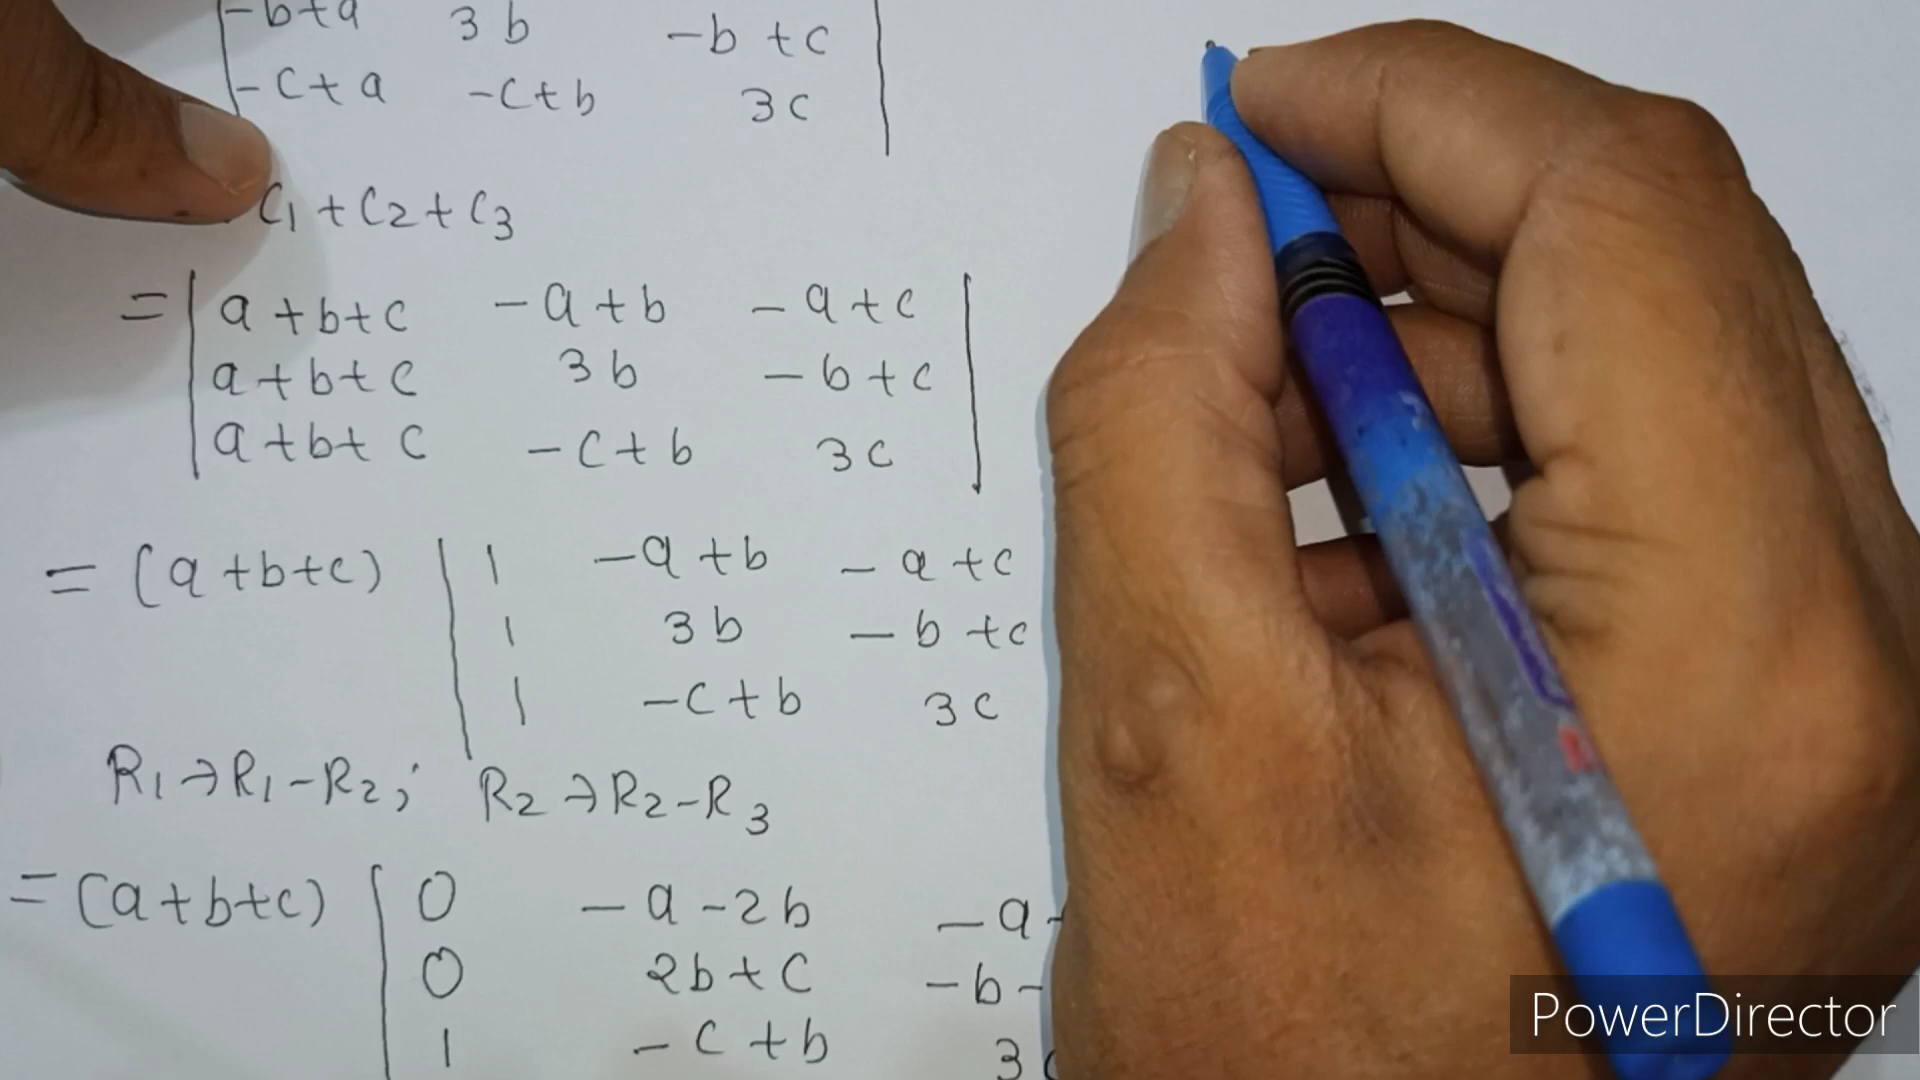 -b+a 3b -b+c
-c+a -c+b 3c
C1+C2+C3
= | a+b+c -a+b -a+c |
a+b+c 3b -b+c
a+b+c -c+b 3c
= (a+b+c) | 1 -a+b -a+c
1 3b -b+c
1 -c+b 3c
R1→R1-R2; R2→R2-R3
= (a+b+c) | 0 -a-2b -a
0 2b+c -b-
1 -c+b 3
PowerDirector